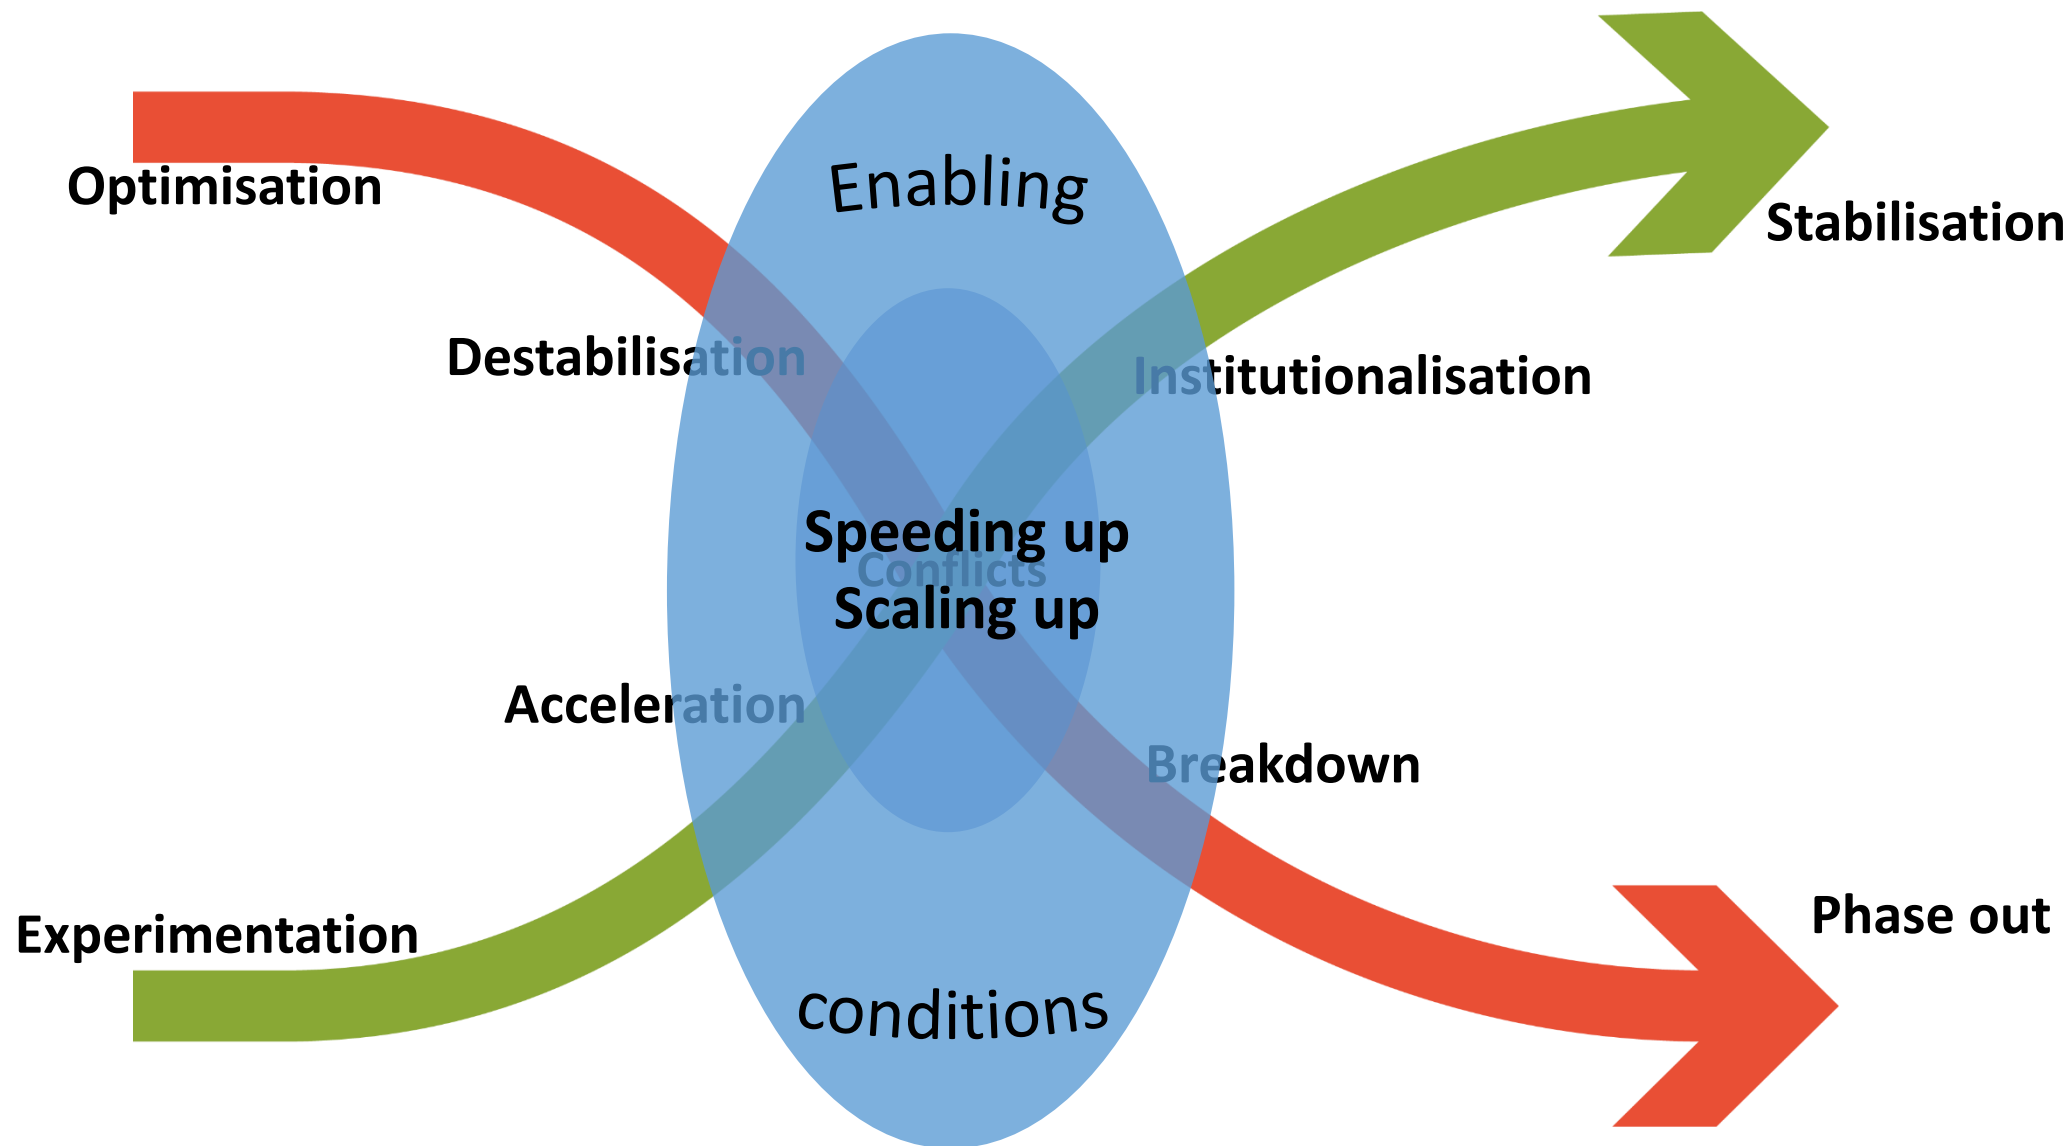 Enabling
Optimisation
Stabilisation
Destabilisation
Institutionalisation
Speeding up
Conflicts
Scaling up
Acceleration
Breakdown
Experimentation
Phase out
conditions